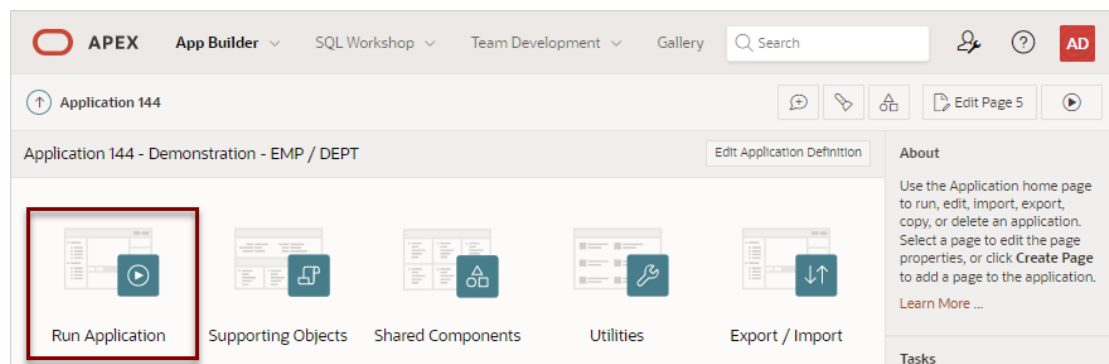 APEX App Builder SQL Workshop Team Development Gallery Search AD
Application 144 Edit Page 5
Application 144 - Demonstration - EMP / DEPT Edit Application Definition
About
Use the Application home page
to run, edit, import, export,
copy, or delete an application.
Select a page to edit the page
properties, or click Create Page
to add a page to the application.
Learn More ...
Run Application Supporting Objects Shared Components Utilities Export / Import
Tasks